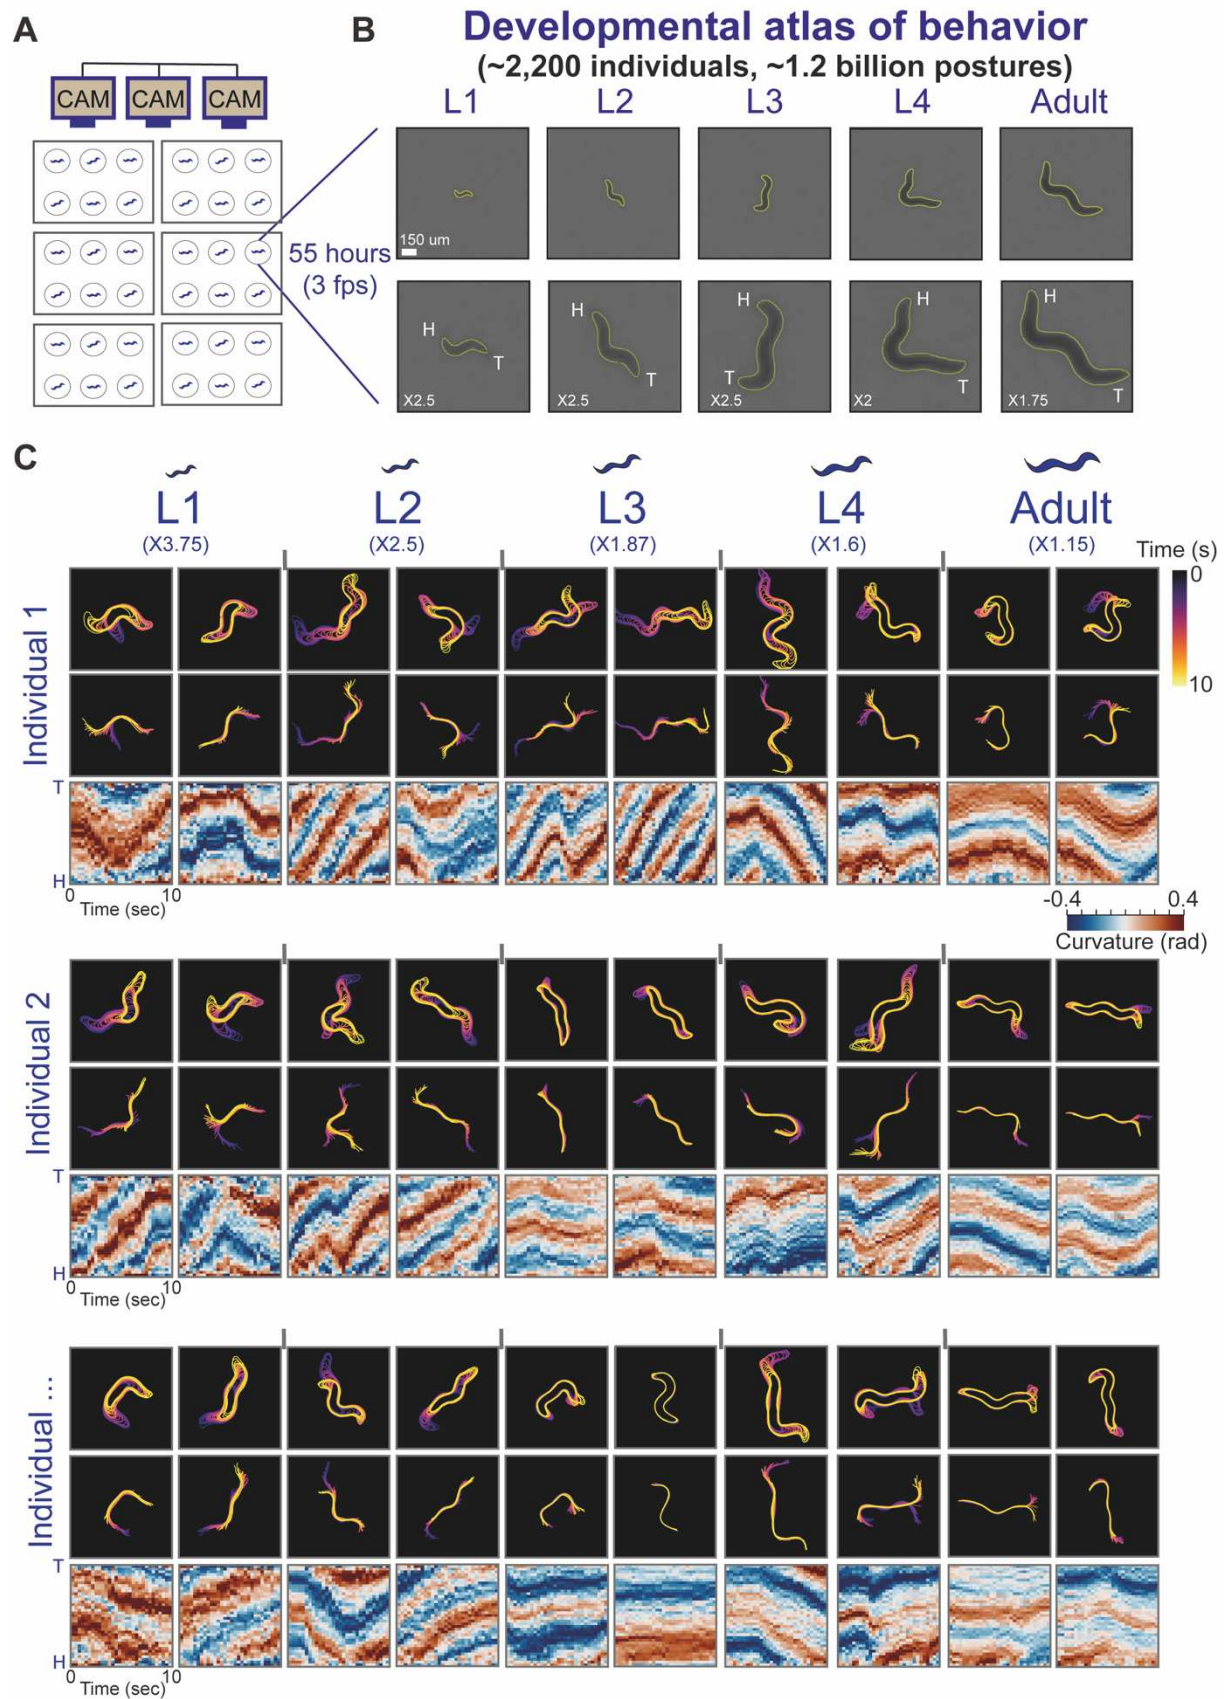 A
CAM CAM CAM
55 hours
(3 fps)
B
Developmental atlas of behavior
(~2,200 individuals, ~1.2 billion postures)
L1 L2 L3 L4 Adult
150 um
H T X2.5
H T X2.5
H T X2.5
H T X2
H T X1.75
C
L1 L2 L3 L4 Adult
(X3.75) (X2.5) (X1.87) (X1.6) (X1.15)
Time (s)
0
10
Individual 1
T
H
0 10
Time (sec)
-0.4 0.4
Curvature (rad)
Individual 2
T
H
0 10
Time (sec)
Individual ...
T
H
0 10
Time (sec)